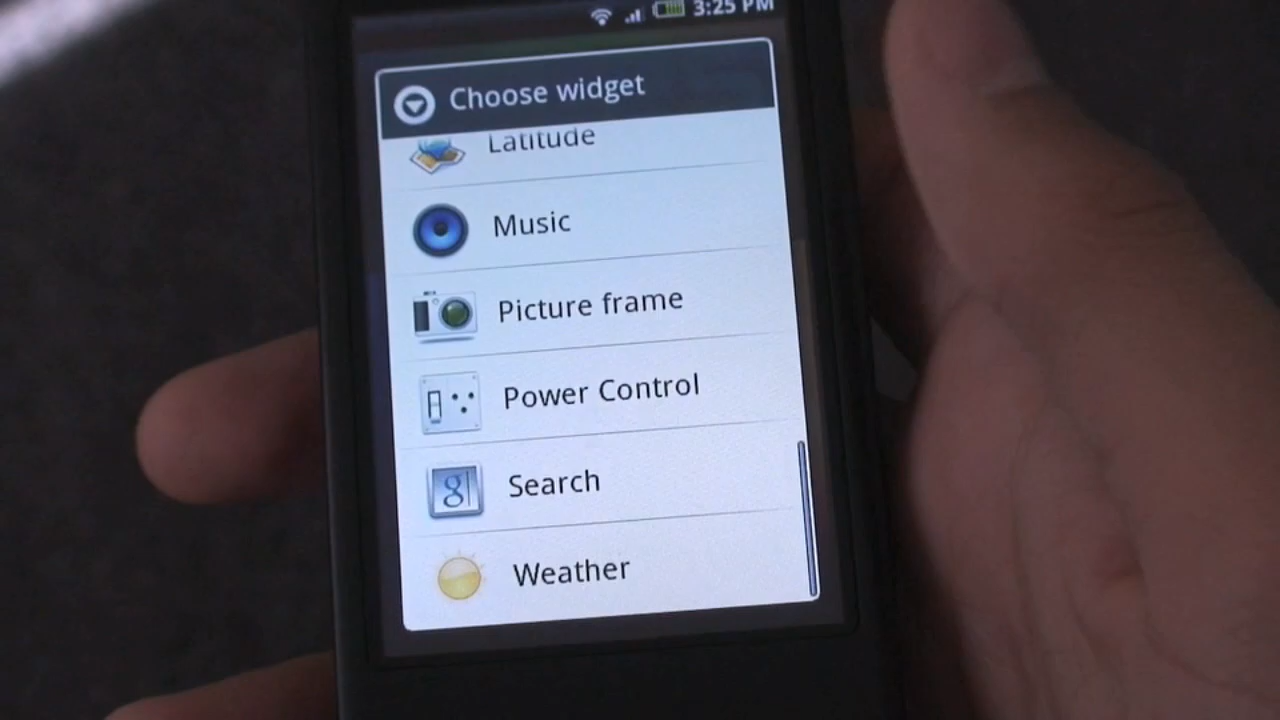 3:25 PM
Choose widget
Latitude
Music
Picture frame
Power Control
g
Search
Weather